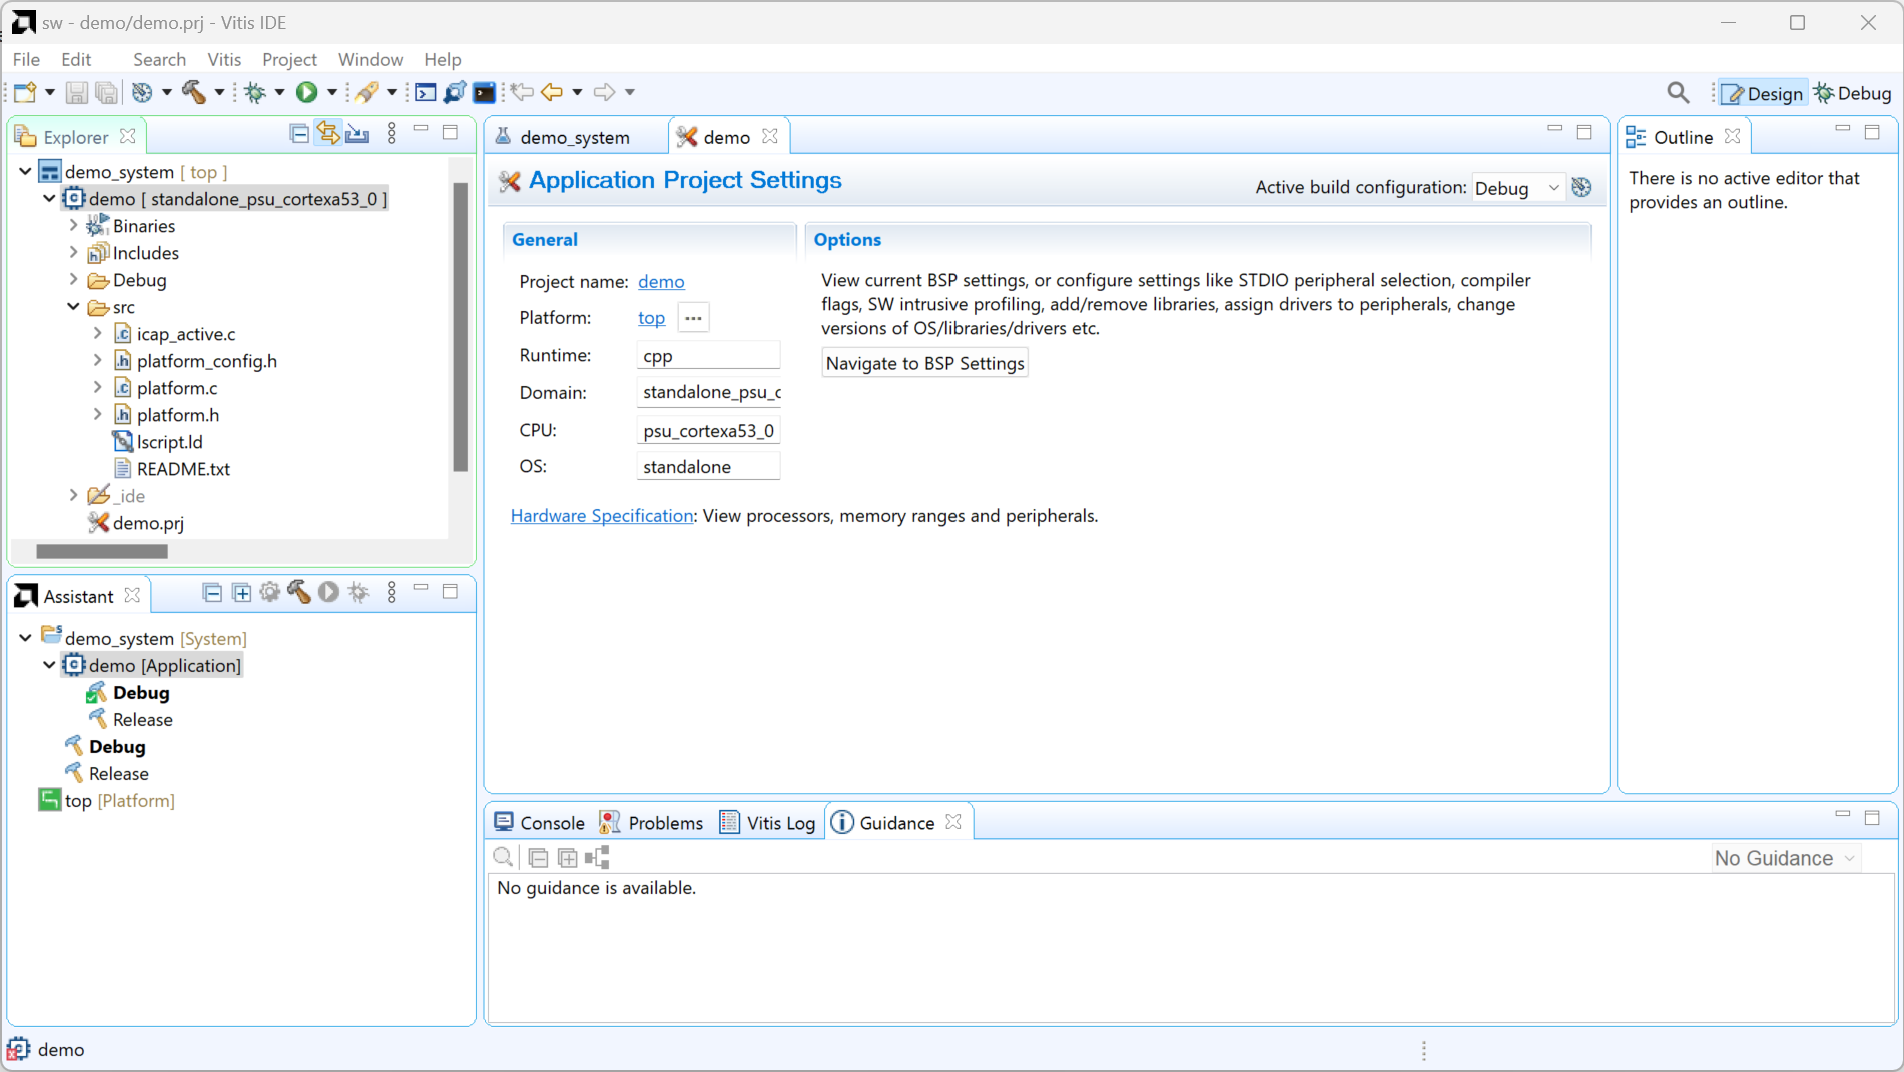 sw - demo/demo.prj - Vitis IDE
File Edit Search Vitis Project Window Help
Design Debug
Explorer
demo_system [ top ]
demo [ standalone_psu_cortexa53_0 ]
Binaries
Includes
Debug
src
icap_active.c
platform_config.h
platform.c
platform.h
lscript.ld
README.txt
_ide
demo.prj
Assistant
demo_system [System]
demo [Application]
Debug
Release
Debug
Release
top [Platform]
demo_system demo
Application Project Settings
Active build configuration: Debug
General
Project name: demo
Platform: top ...
Runtime: cpp
Domain: standalone_psu_c
CPU: psu_cortexa53_0
OS: standalone
Options
View current BSP settings, or configure settings like STDIO peripheral selection, compiler
flags, SW intrusive profiling, add/remove libraries, assign drivers to peripherals, change
versions of OS/libraries/drivers etc.
Navigate to BSP Settings
Hardware Specification: View processors, memory ranges and peripherals.
Outline
There is no active editor that
provides an outline.
Console Problems Vitis Log Guidance
No Guidance
No guidance is available.
demo